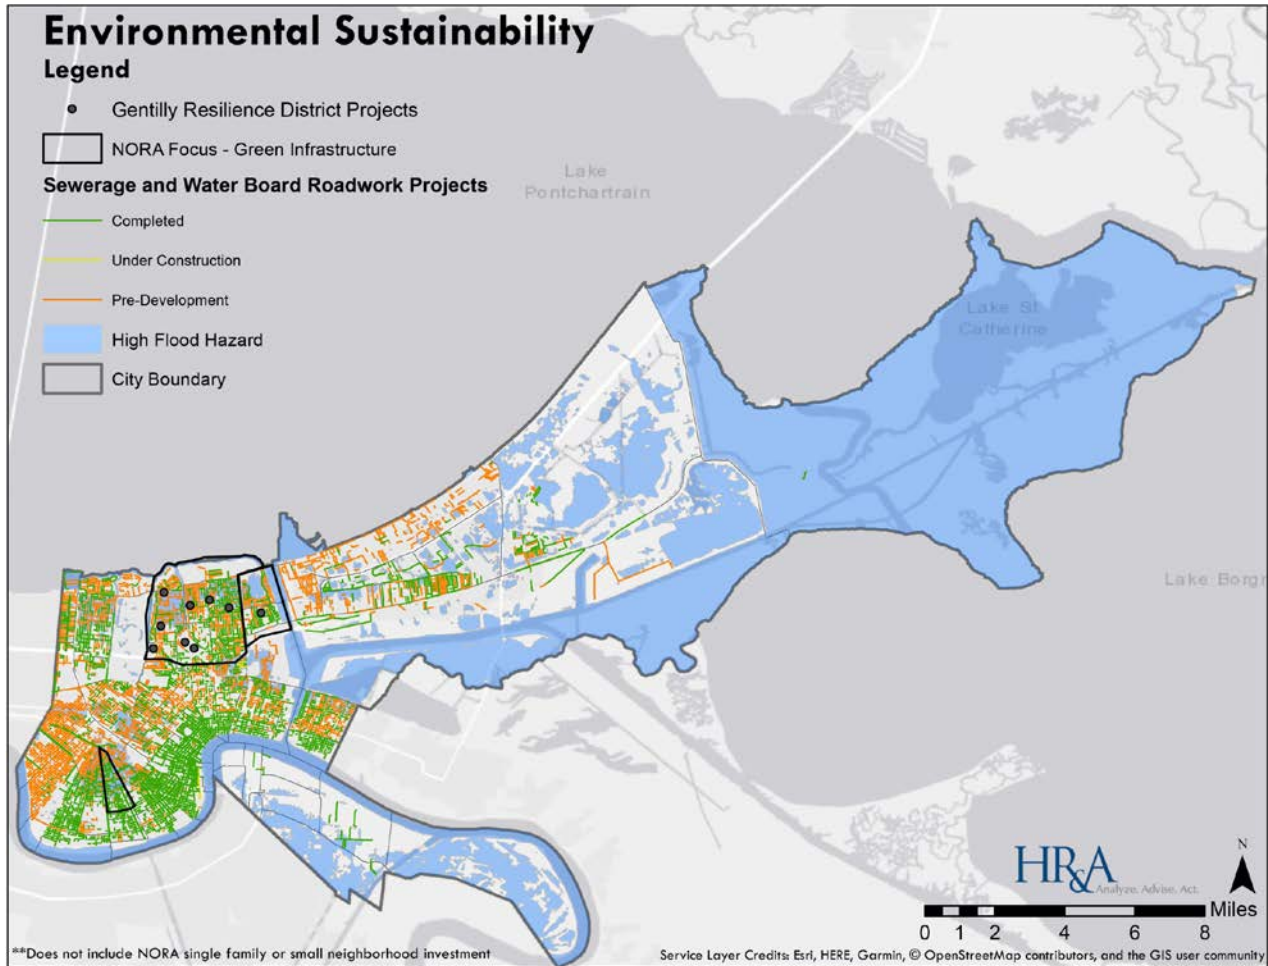 Environmental Sustainability
Legend
Gentilly Resilience District Projects
NORA Focus - Green Infrastructure
Sewerage and Water Board Roadwork Projects
Completed
Under Construction
Pre-Development
High Flood Hazard
City Boundary
Lake
Pontchartrain
Lake St
Catherine
Lake Borg
HR&A
Analyze. Advise. Act.
N
Miles
0 1 2 4 6 8
**Does not include NORA single family or small neighborhood investment
Service Layer Credits: Esri, HERE, Garmin, © OpenStreetMap contributors, and the GIS user community